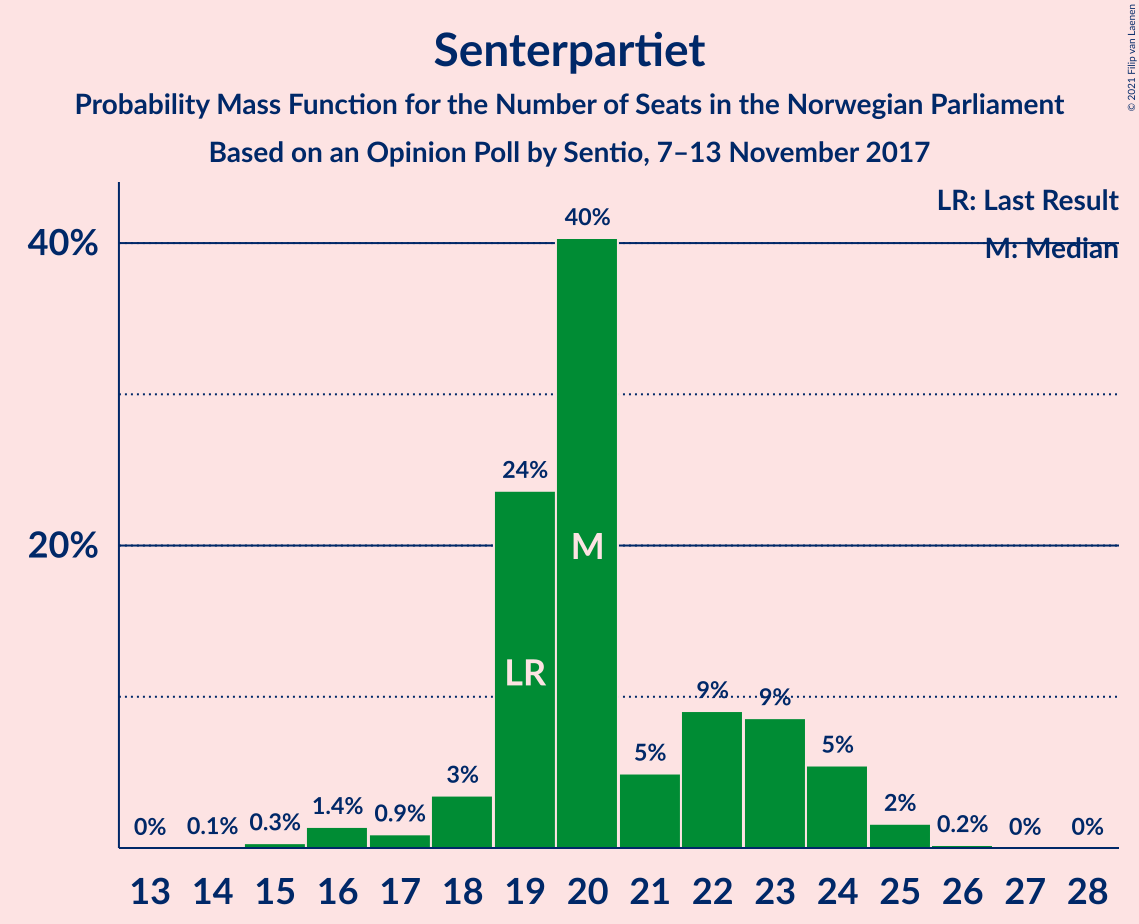 Senterpartiet
Probability Mass Function for the Number of Seats in the Norwegian Parliament
Based on an Opinion Poll by Sentio, 7–13 November 2017
© 2021 Filip van Laenen
LR: Last Result
M: Median
40%
20%
0%
0.1%
0.3%
1.4%
0.9%
3%
24%
40%
5%
9%
9%
5%
2%
0.2%
0%
0%
LR
M
13 14 15 16 17 18 19 20 21 22 23 24 25 26 27 28